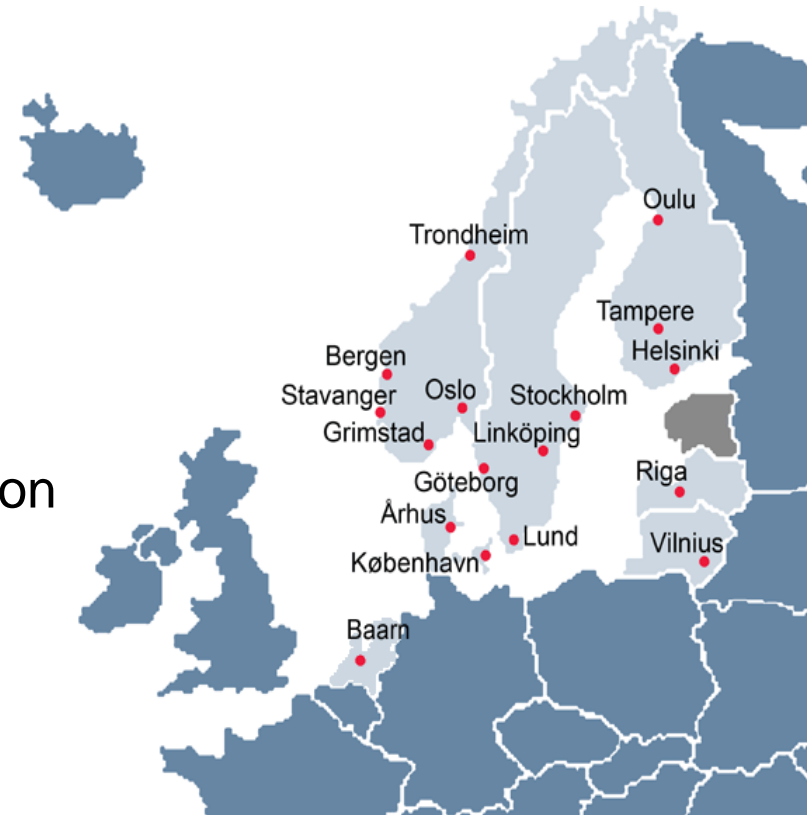 Oulu
Trondheim
Tampere
Helsinki
Bergen
Oslo
Stavanger
Stockholm
Grimstad
Linköping
Riga
Göteborg
on
Århus
Lund
Vilnius
København
Baarn